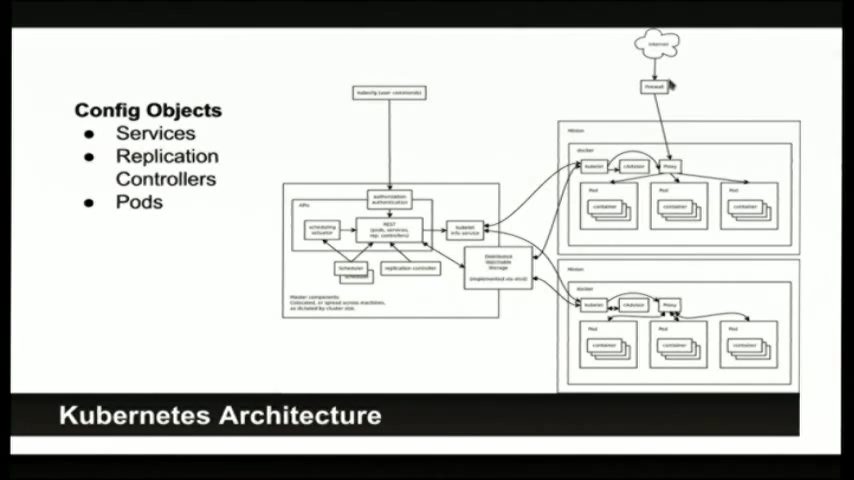 Config Objects
● Services
● Replication
Controllers
● Pods
internet
firewall
kubecfg (user commands)
authorization
authentication
APIs
scheduling
actuator
REST
(pods, services,
rep. controllers)
kubelet
info service
Scheduler
Scheduler
replication controller
Distributed
Watchable
Storage
(implemented via etcd)
Master components
Colocated, or spread across machines,
as dictated by cluster size.
Minion
docker
kubelet
cAdvisor
Proxy
Pod
Pod
Pod
container
container
container
Minion
docker
kubelet
cAdvisor
Proxy
Pod
Pod
Pod
container
container
container
Kubernetes Architecture